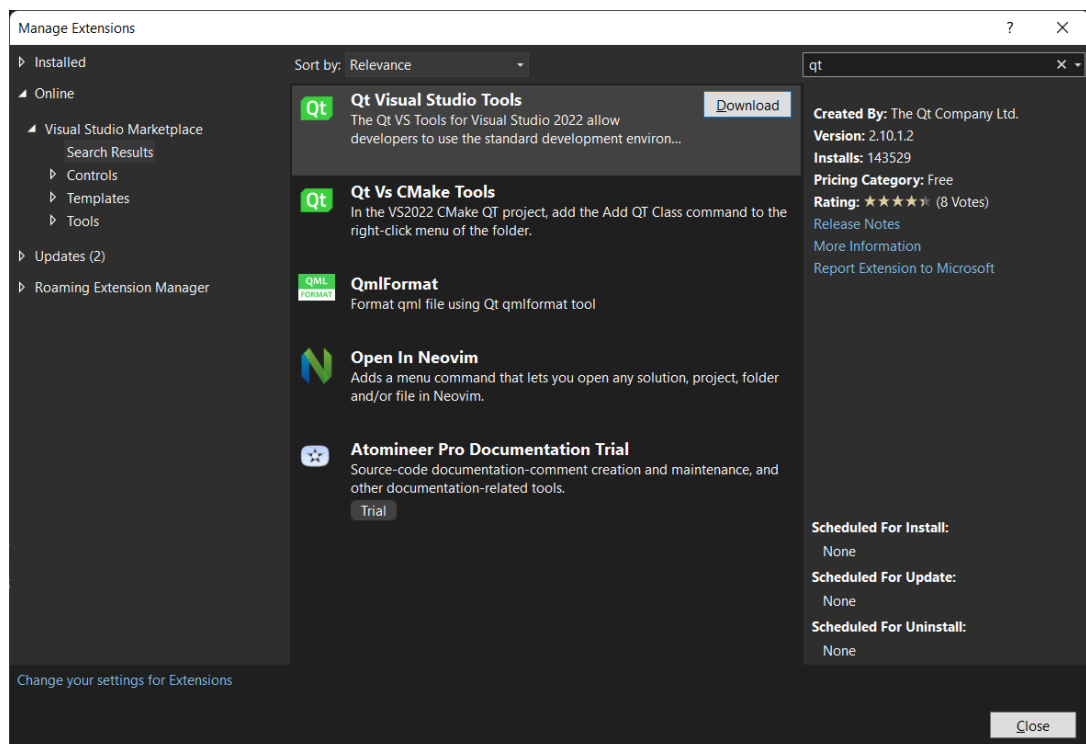 Manage Extensions
?
Installed
Online
Visual Studio Marketplace
Search Results
Controls
Templates
Tools
Updates (2)
Roaming Extension Manager
Sort by: Relevance
Qt
Qt Visual Studio Tools
Download
The Qt VS Tools for Visual Studio 2022 allow
developers to use the standard development environ...
Qt
Qt Vs CMake Tools
In the VS2022 CMake QT project, add the Add QT Class command to the
right-click menu of the folder.
QML
FORMAT
QmlFormat
Format qml file using Qt qmlformat tool
Open In Neovim
Adds a menu command that lets you open any solution, project, folder
and/or file in Neovim.
Atomineer Pro Documentation Trial
Source-code documentation-comment creation and maintenance, and
other documentation-related tools.
Trial
qt
Created By: The Qt Company Ltd.
Version: 2.10.1.2
Installs: 143529
Pricing Category: Free
Rating: (8 Votes)
Release Notes
More Information
Report Extension to Microsoft
Scheduled For Install:
None
Scheduled For Update:
None
Scheduled For Uninstall:
None
Change your settings for Extensions
Close